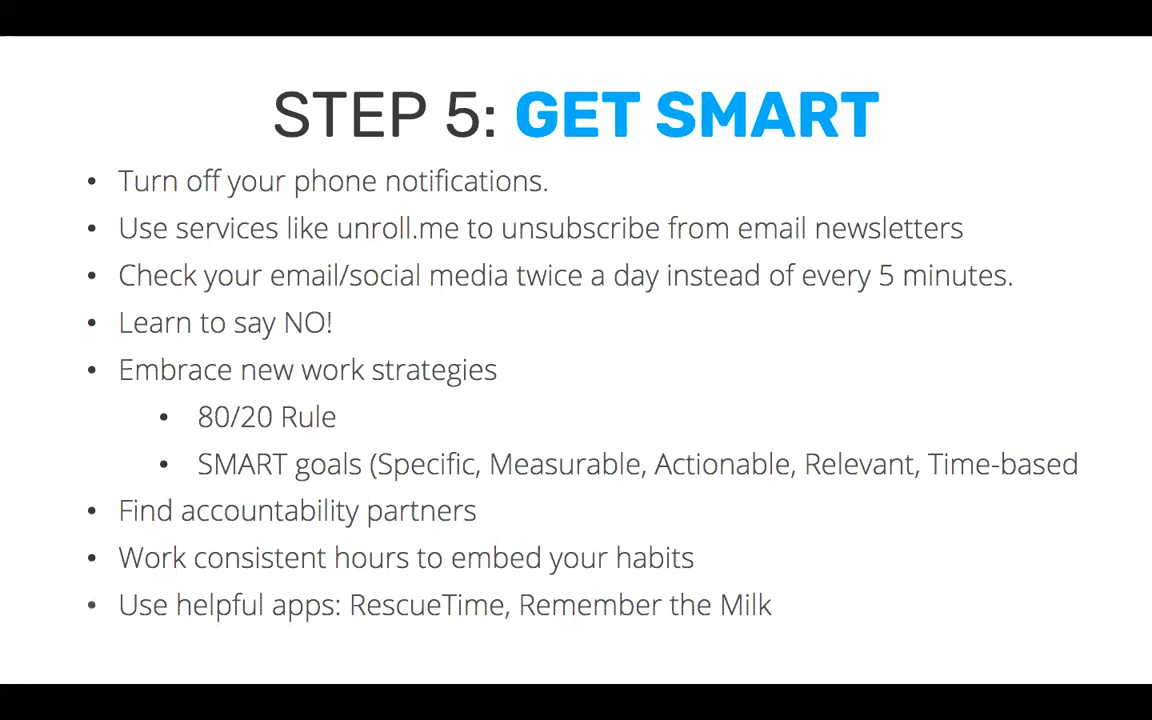 STEP 5: GET SMART
• Turn off your phone notifications.
• Use services like unroll.me to unsubscribe from email newsletters
• Check your email/social media twice a day instead of every 5 minutes.
• Learn to say NO!
• Embrace new work strategies
• 80/20 Rule
• SMART goals (Specific, Measurable, Actionable, Relevant, Time-based
• Find accountability partners
• Work consistent hours to embed your habits
• Use helpful apps: RescueTime, Remember the Milk